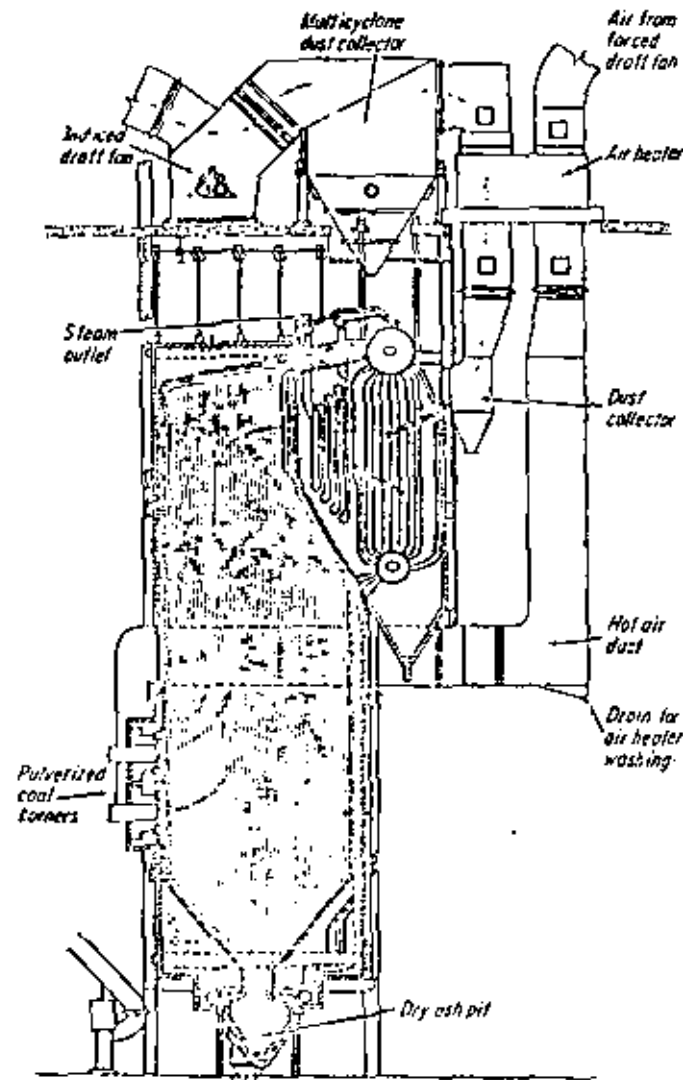 Multicyclone
dust collector
Air from
forced
draft fan
Induced
draft fan
Air heater
Steam
outlet
Dust
collector
Hot air
duct
Drain for
air heater
washing
Pulverized
coal
torners
Dry ash pit